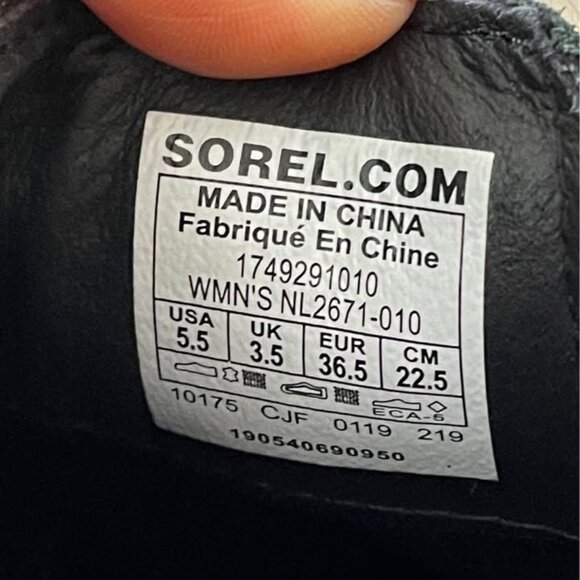 SOREL.COM
MADE IN CHINA
Fabriqué En Chine
1749291010
WMN'S NL2671-010
USA UK EUR CM
5.5 3.5 36.5 22.5
ECA-5
10175 CJF 0119 219
190540690950